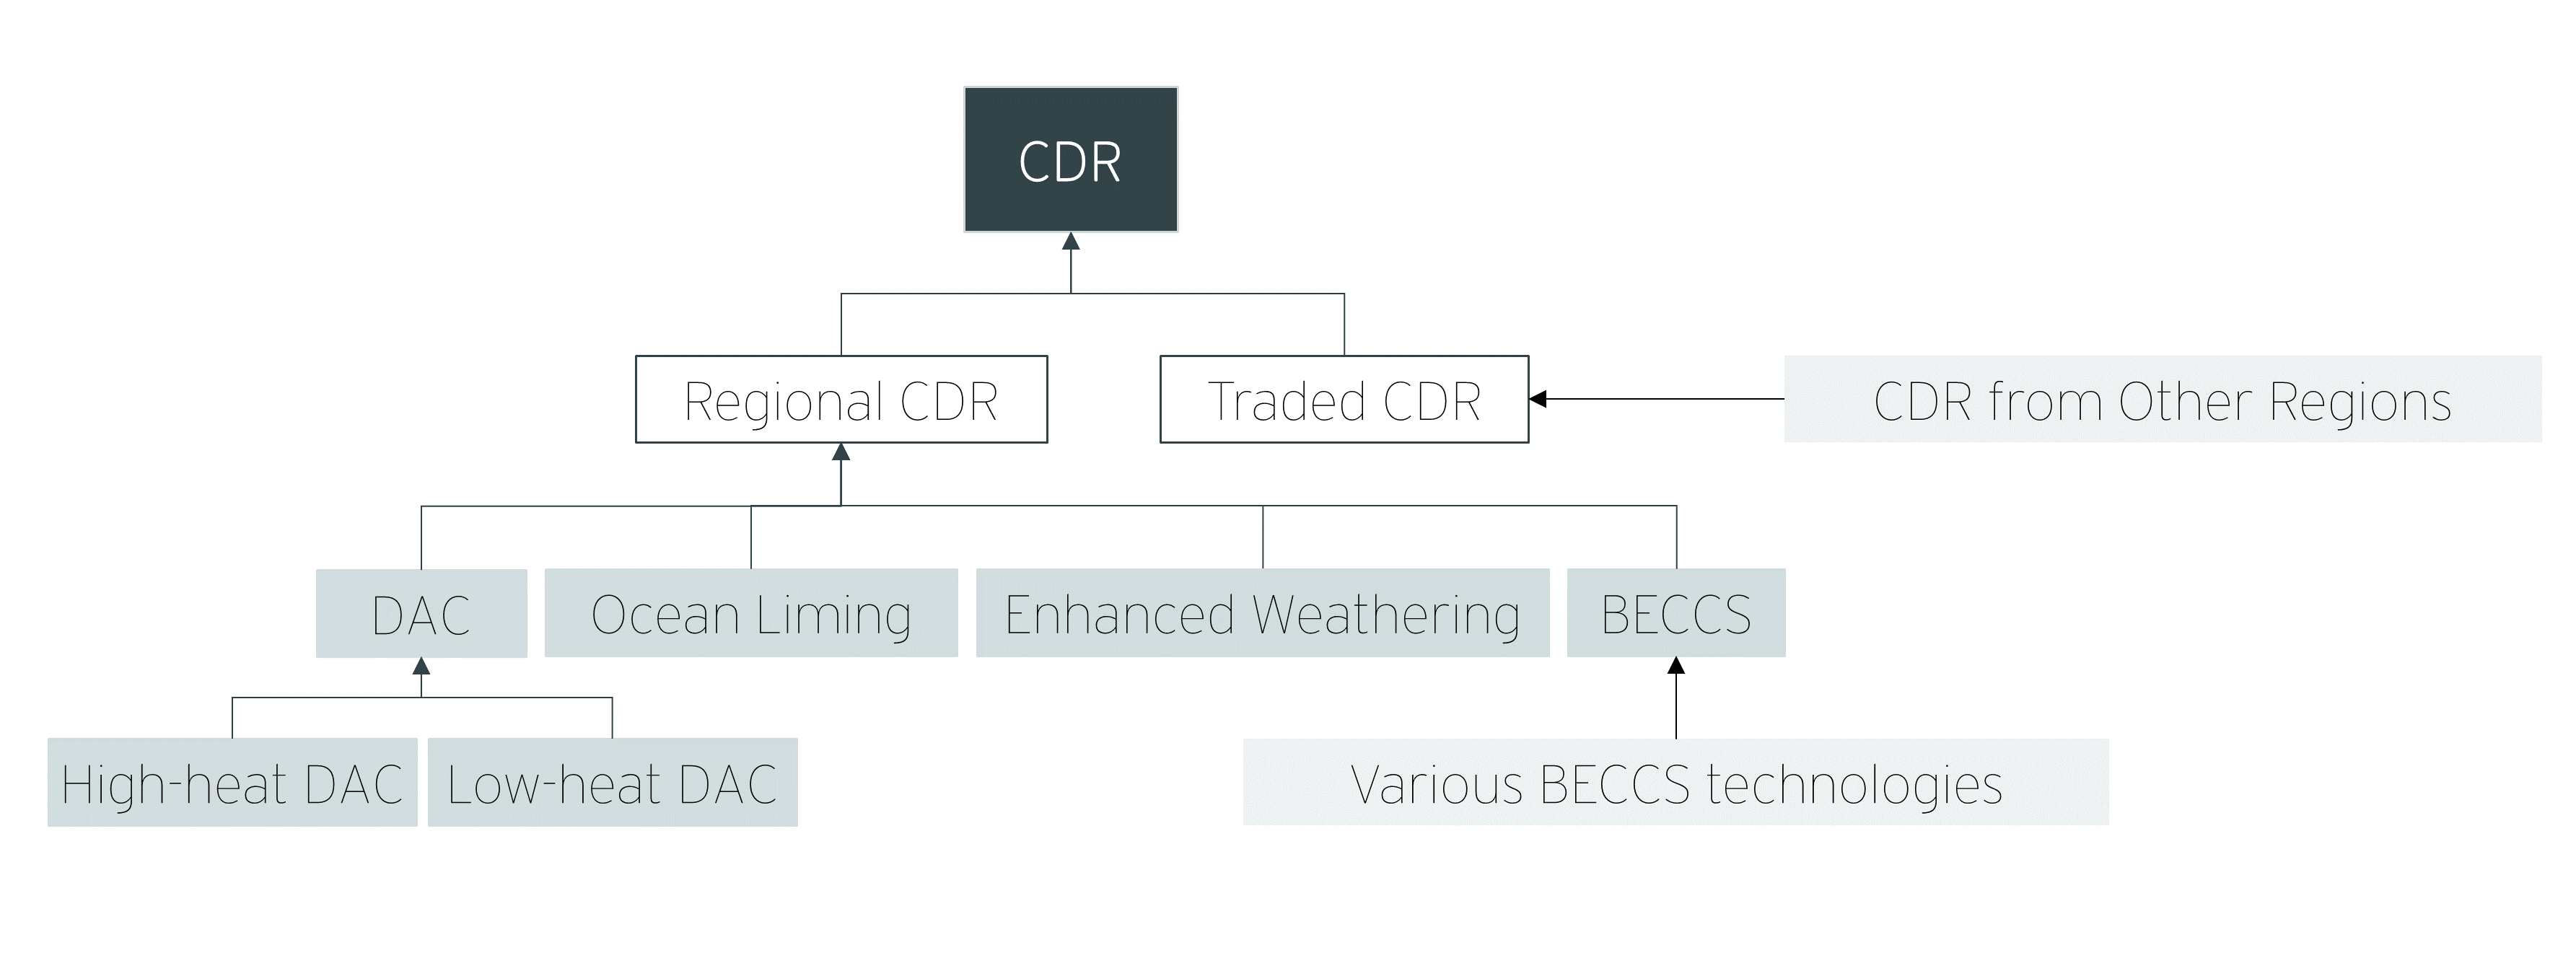 CDR
Regional CDR
Traded CDR
CDR from Other Regions
DAC
Ocean Liming
Enhanced Weathering
BECCS
High-heat DAC
Low-heat DAC
Various BECCS technologies